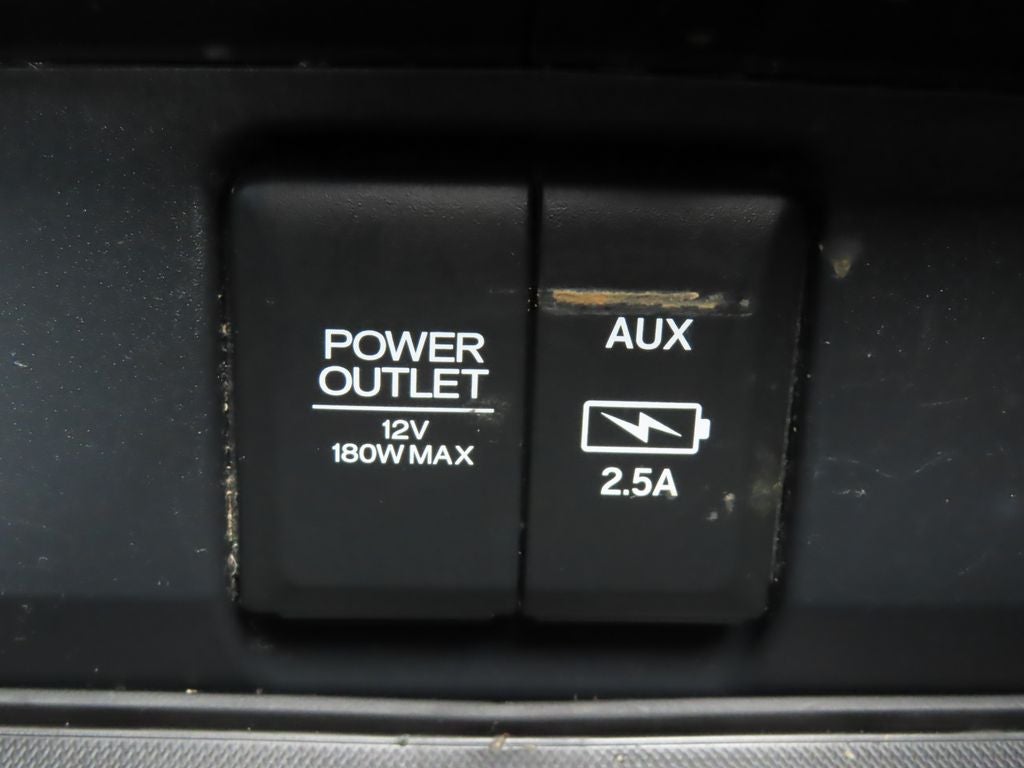 POWER
OUTLET
12V
180W MAX
AUX
2.5A